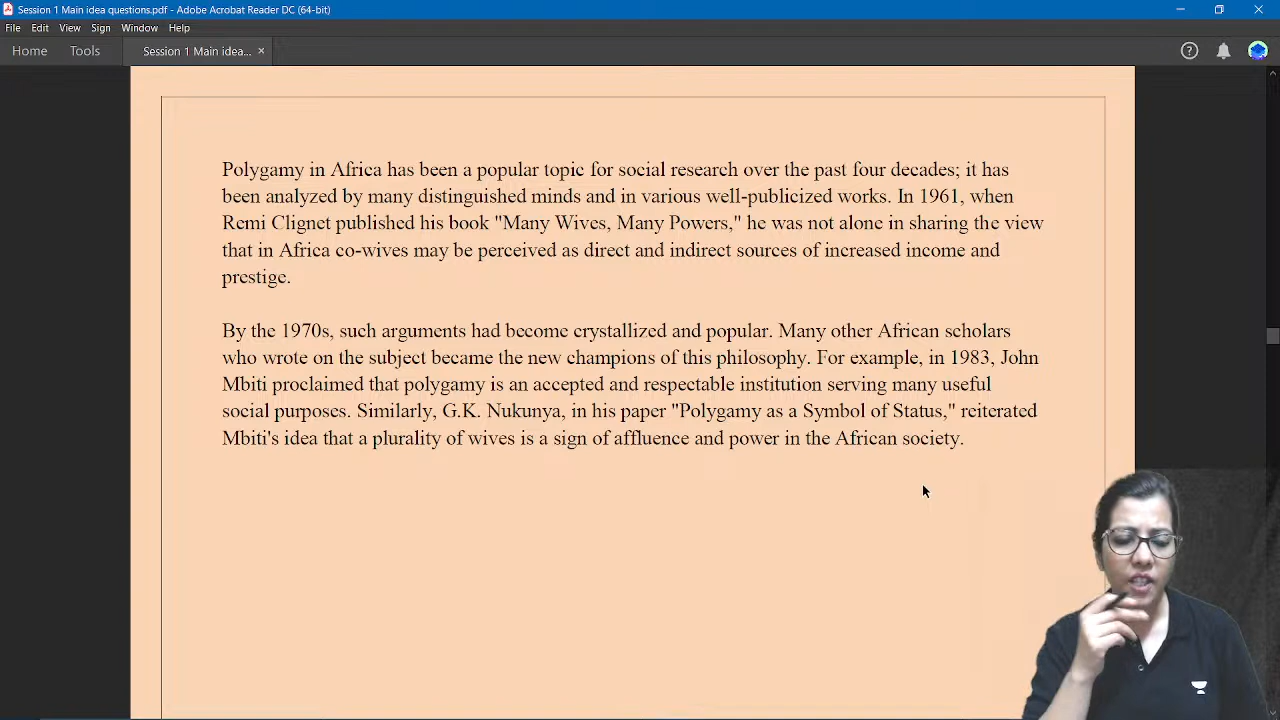 Session 1 Main idea questions.pdf - Adobe Acrobat Reader DC (64-bit)
File Edit View Sign Window Help
Home Tools Session 1 Main idea... ×
Polygamy in Africa has been a popular topic for social research over the past four decades; it has
been analyzed by many distinguished minds and in various well-publicized works. In 1961, when
Remi Clignet published his book "Many Wives, Many Powers," he was not alone in sharing the view
that in Africa co-wives may be perceived as direct and indirect sources of increased income and
prestige.
By the 1970s, such arguments had become crystallized and popular. Many other African scholars
who wrote on the subject became the new champions of this philosophy. For example, in 1983, John
Mbiti proclaimed that polygamy is an accepted and respectable institution serving many useful
social purposes. Similarly, G.K. Nukunya, in his paper "Polygamy as a Symbol of Status," reiterated
Mbiti's idea that a plurality of wives is a sign of affluence and power in the African society.